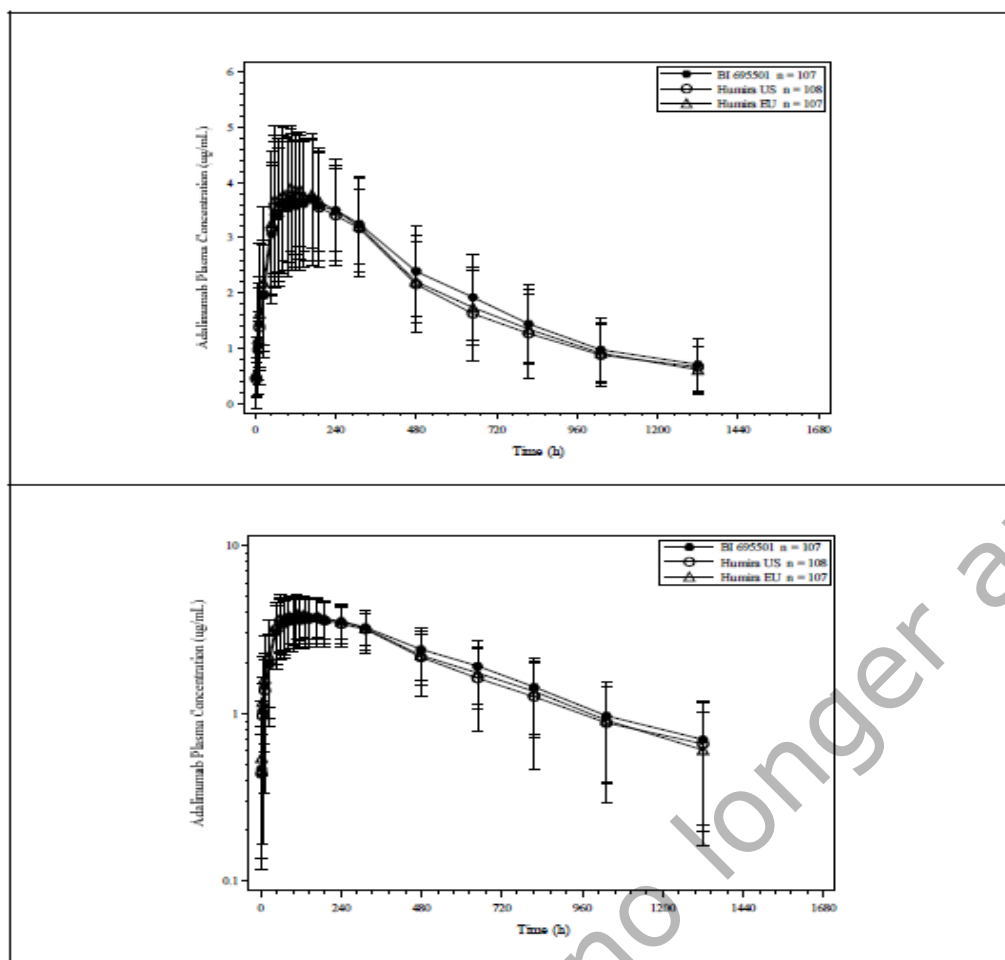 6
5
4
3
2
1
0
Adalimumab Plasma Concentration (ug/mL)
BI 695501 n = 107
Humira US n = 108
Humira EU n = 107
0 240 480 720 960 1200 1440 1680
Time (h)
10
1
0.1
Adalimumab Plasma Concentration (ug/mL)
BI 695501 n = 107
Humira US n = 108
Humira EU n = 107
0 240 480 720 960 1200 1440 1680
Time (h)
no longer a